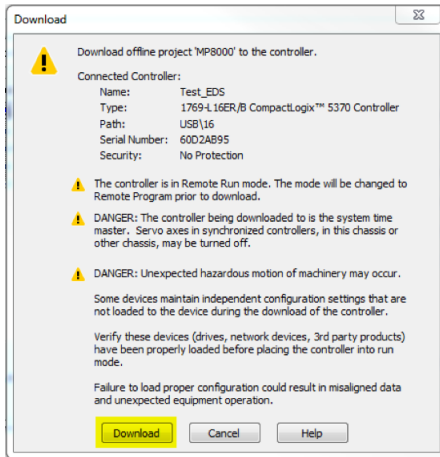 Download
Download offline project 'MP8000' to the controller.
Connected Controller:
Name: Test_EDS
Type: 1769-L16ER/B CompactLogix™ 5370 Controller
Path: USB\16
Serial Number: 60D2AB95
Security: No Protection
The controller is in Remote Run mode. The mode will be changed to
Remote Program prior to download.
DANGER: The controller being downloaded to is the system time
master. Servo axes in synchronized controllers, in this chassis or
other chassis, may be turned off.
DANGER: Unexpected hazardous motion of machinery may occur.
Some devices maintain independent configuration settings that are
not loaded to the device during the download of the controller.
Verify these devices (drives, network devices, 3rd party products)
have been properly loaded before placing the controller into run
mode.
Failure to load proper configuration could result in misaligned data
and unexpected equipment operation.
Download Cancel Help